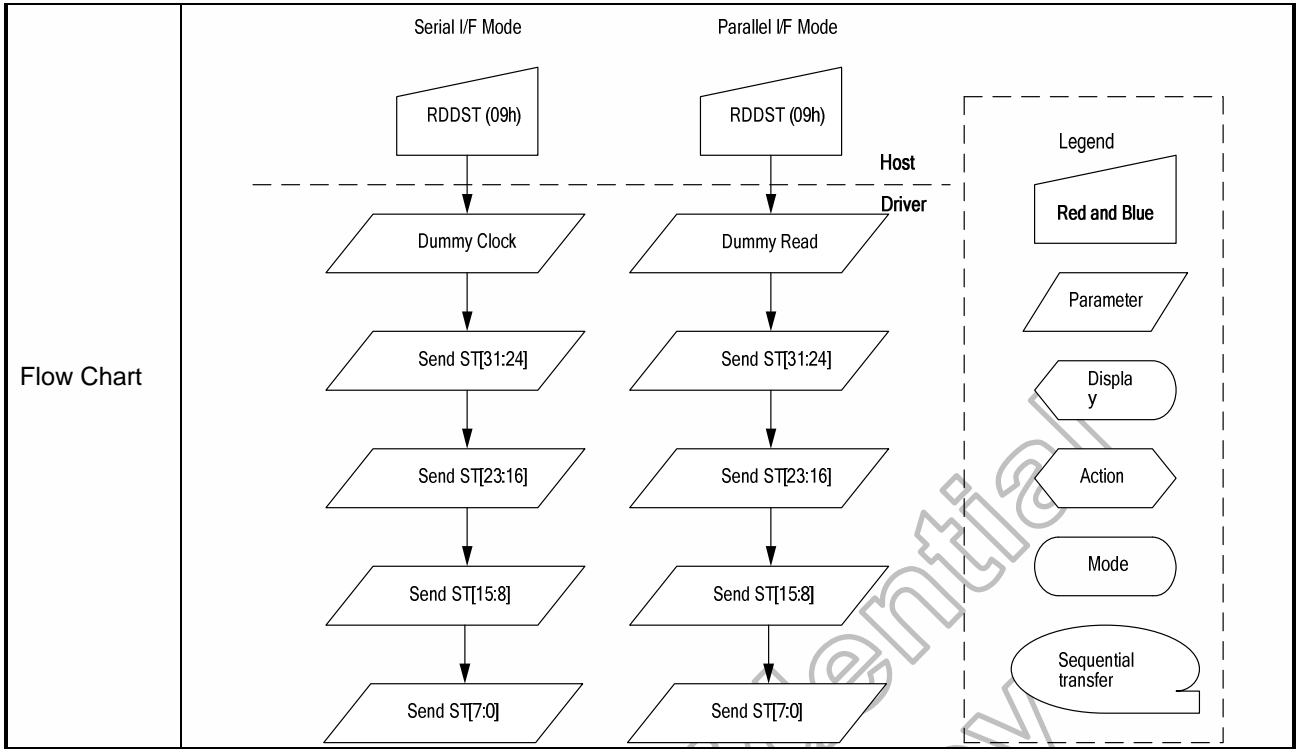 Flow Chart
Serial I/F Mode
Parallel I/F Mode
RDDST (09h)
RDDST (09h)
Host
Driver
Dummy Clock
Dummy Read
Send ST[31:24]
Send ST[31:24]
Send ST[23:16]
Send ST[23:16]
Send ST[15:8]
Send ST[15:8]
Send ST[7:0]
Send ST[7:0]
Legend
Red and Blue
Parameter
Displa
y
Action
Mode
Sequential
transfer